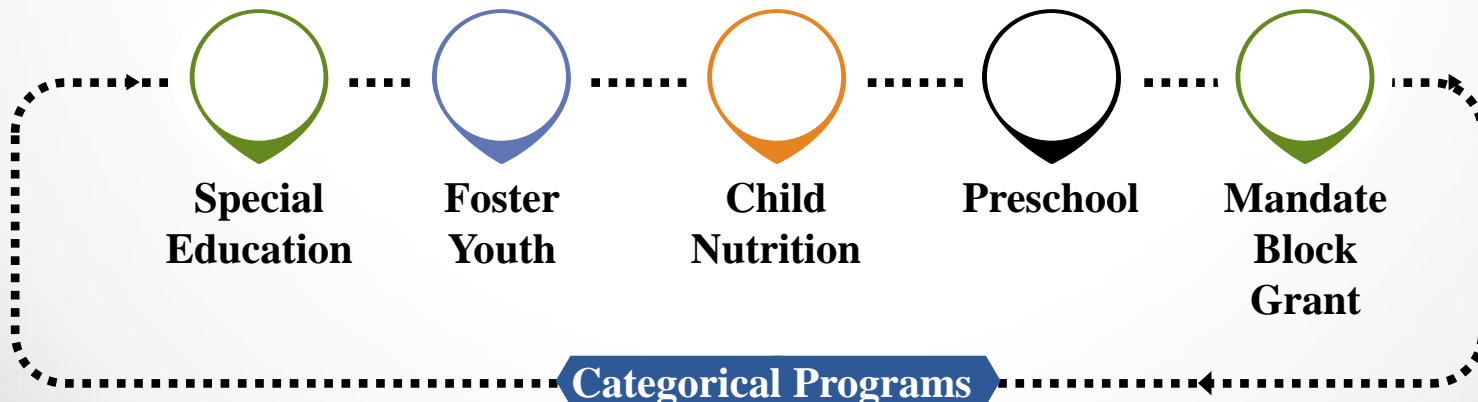 Special
Education
Foster
Youth
Child
Nutrition
Preschool
Mandate
Block
Grant
Categorical Programs